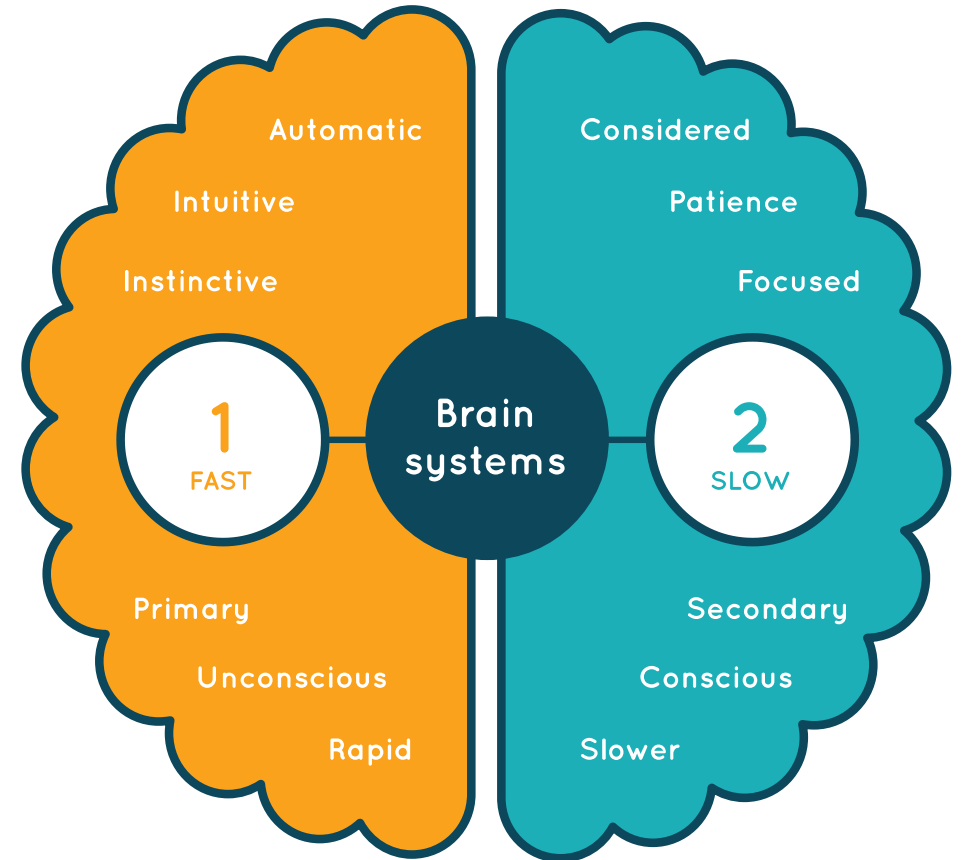 Automatic
Intuitive
Instinctive
1
FAST
Primary
Unconscious
Rapid
Brain
systems
Considered
Patience
Focused
2
SLOW
Secondary
Conscious
Slower